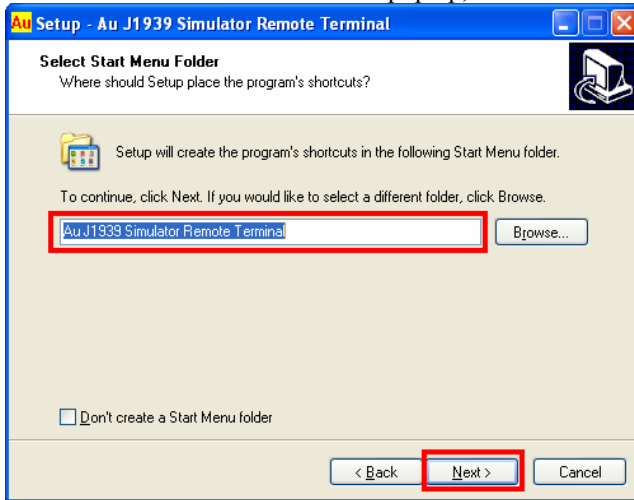 Au Setup - Au J1939 Simulator Remote Terminal
Select Start Menu Folder
Where should Setup place the program's shortcuts?
Setup will create the program's shortcuts in the following Start Menu folder.
To continue, click Next. If you would like to select a different folder, click Browse.
Au J1939 Simulator Remote Terminal
Browse...
Don't create a Start Menu folder
< Back Next > Cancel